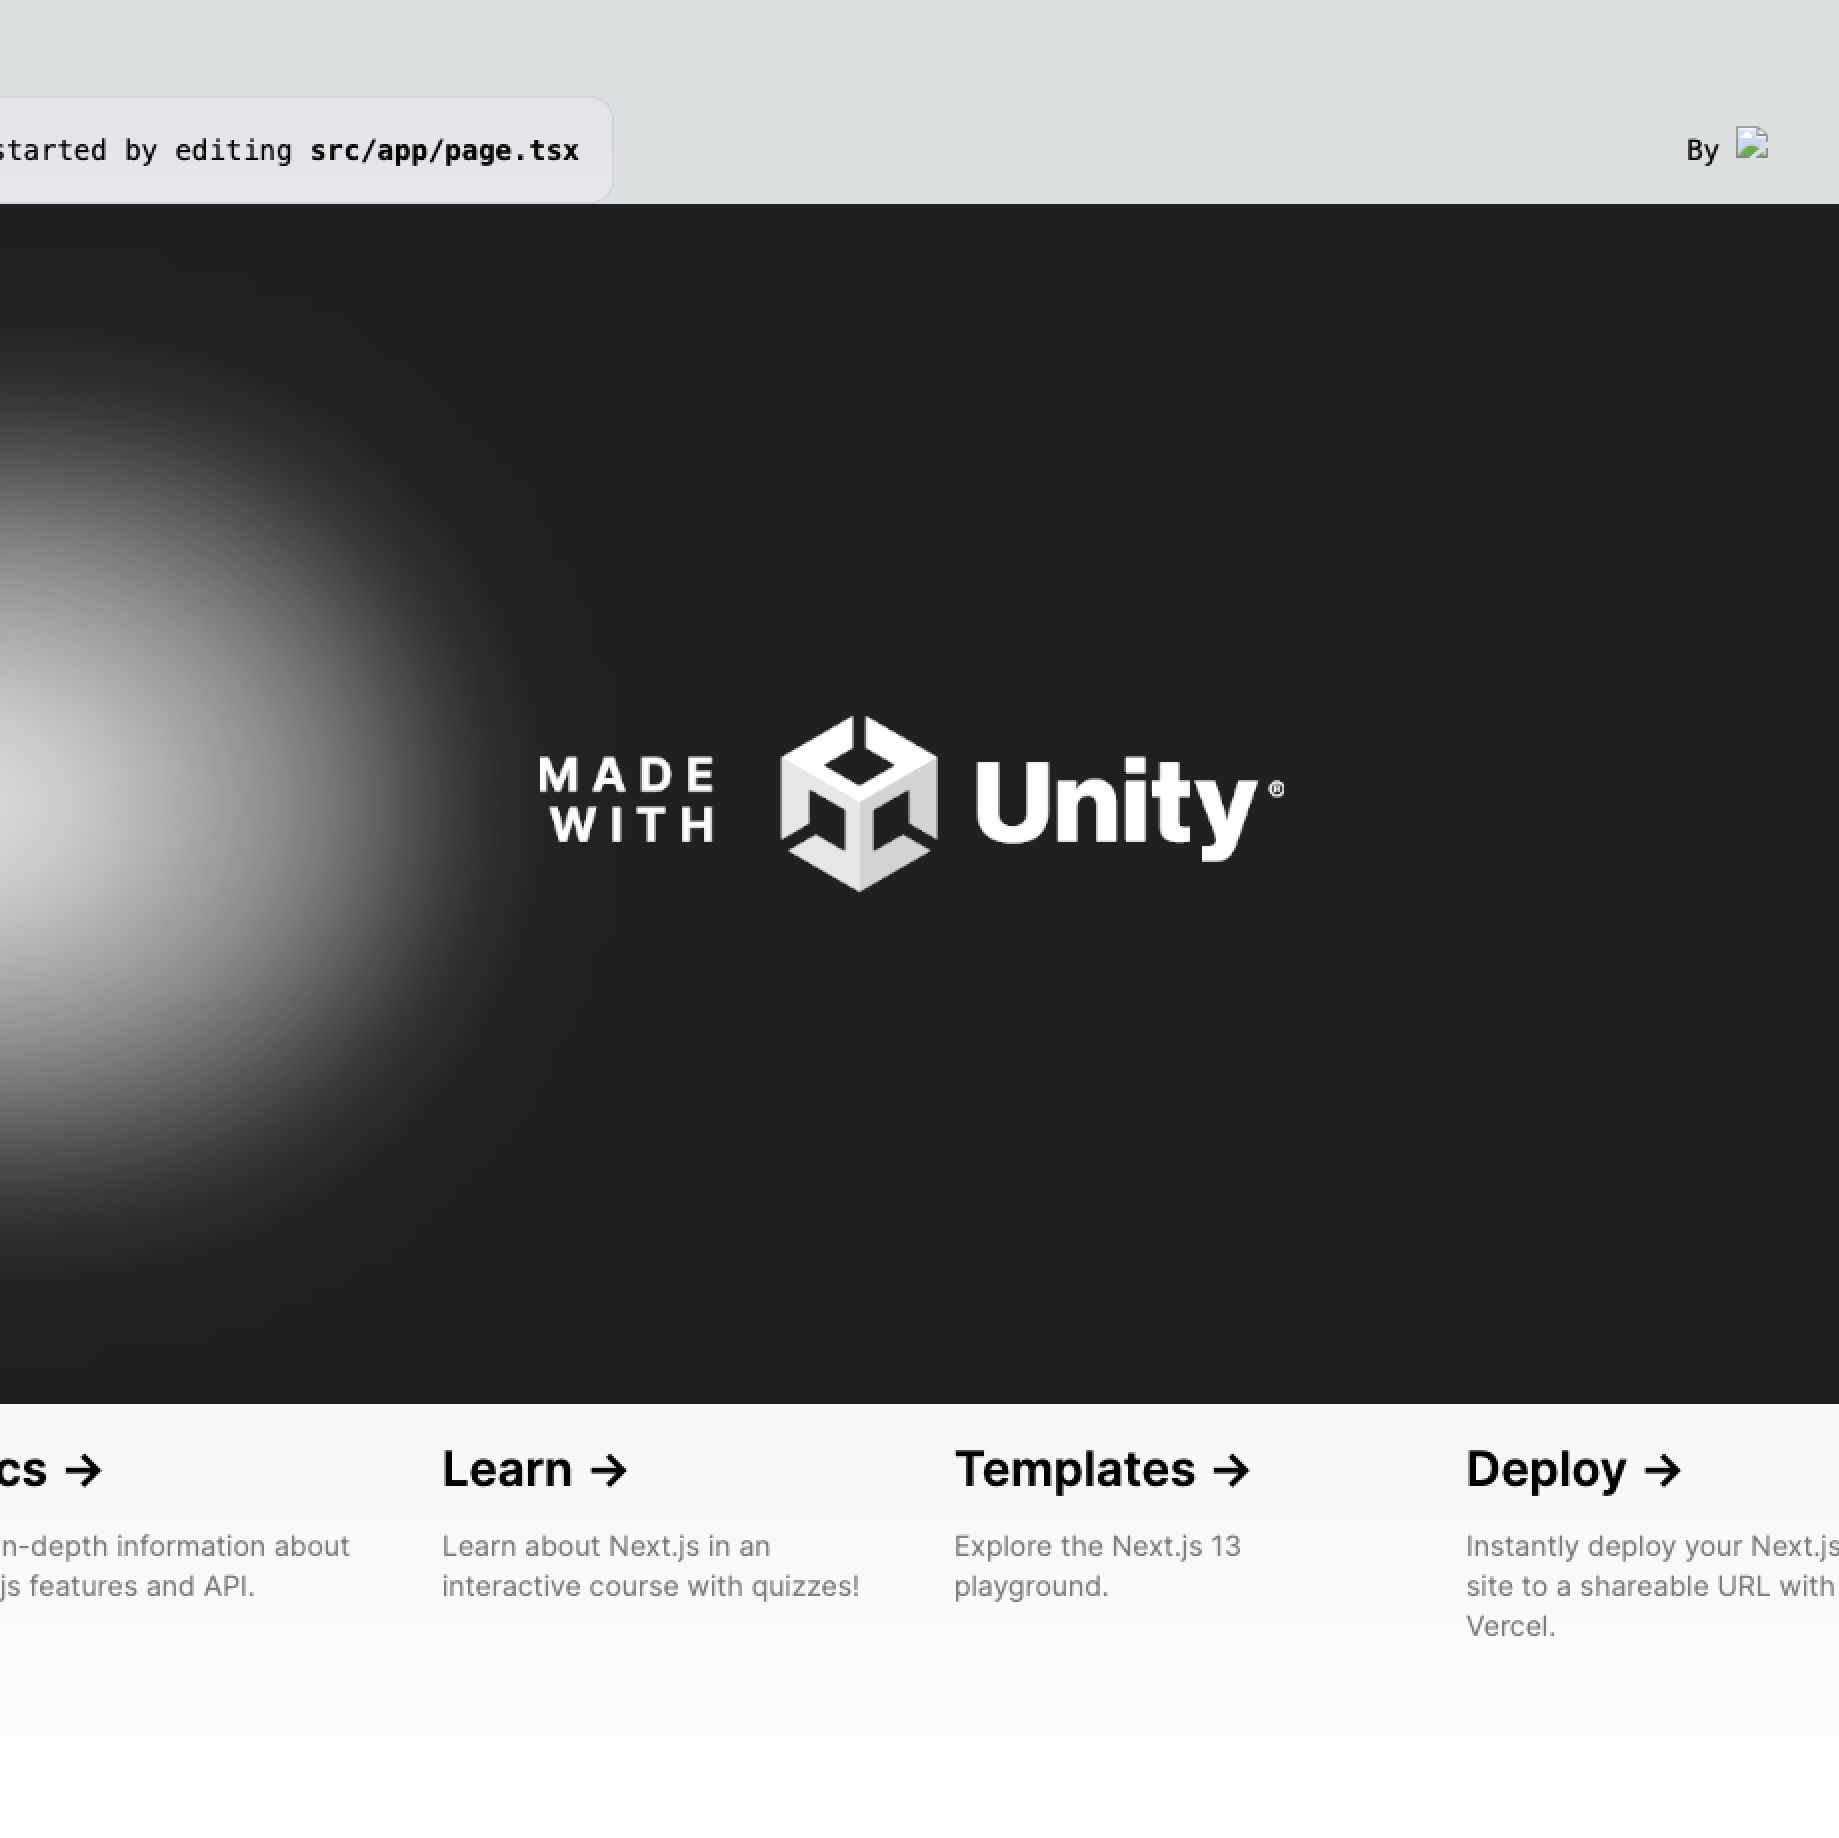 started by editing src/app/page.tsx
By
MADE
WITH
Unity®
cs →
Learn →
Templates →
Deploy →
n-depth information about
js features and API.
Learn about Next.js in an
interactive course with quizzes!
Explore the Next.js 13
playground.
Instantly deploy your Next.js
site to a shareable URL with
Vercel.